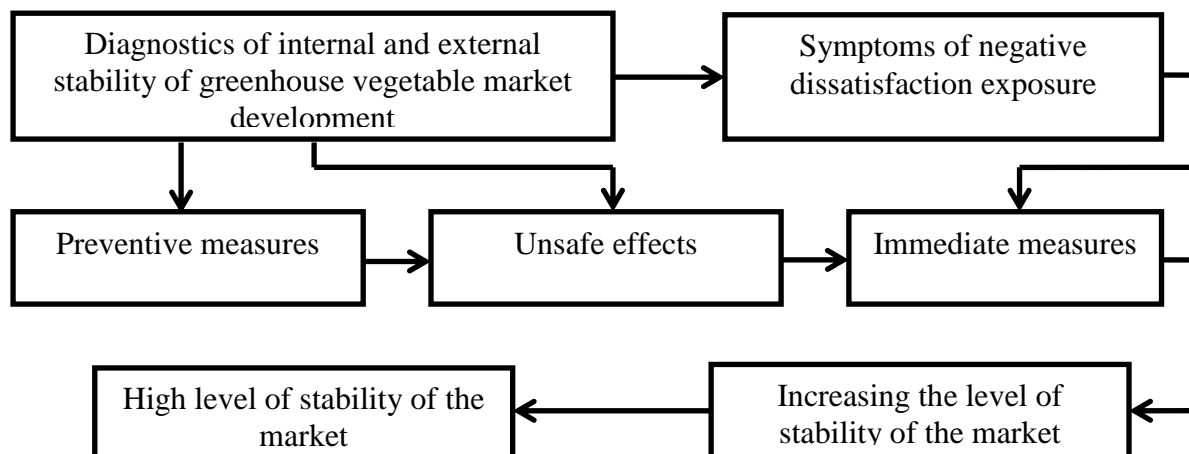 Diagnostics of internal and external
stability of greenhouse vegetable market
development
Symptoms of negative
dissatisfaction exposure
Preventive measures
Unsafe effects
Immediate measures
High level of stability of the
market
Increasing the level of
stability of the market